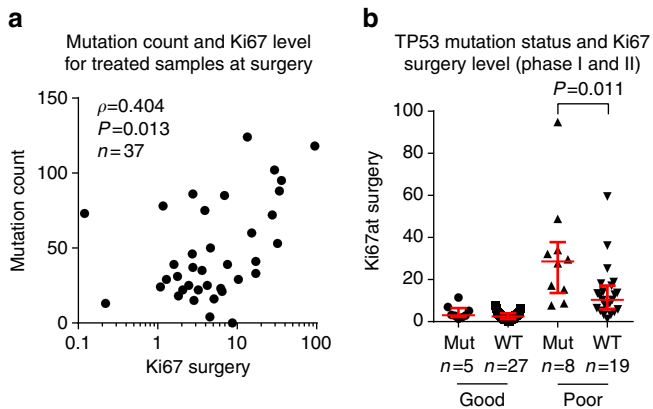 a
Mutation count and Ki67 level
for treated samples at surgery
150
100
50
0
Mutation count
ρ=0.404
P=0.013
n=37
0.1 1 10 100
Ki67 surgery
b
TP53 mutation status and Ki67
surgery level (phase I and II)
P=0.011
100
80
60
40
20
0
Ki67at surgery
Mut WT Mut WT
n=5 n=27 n=8 n=19
Good Poor